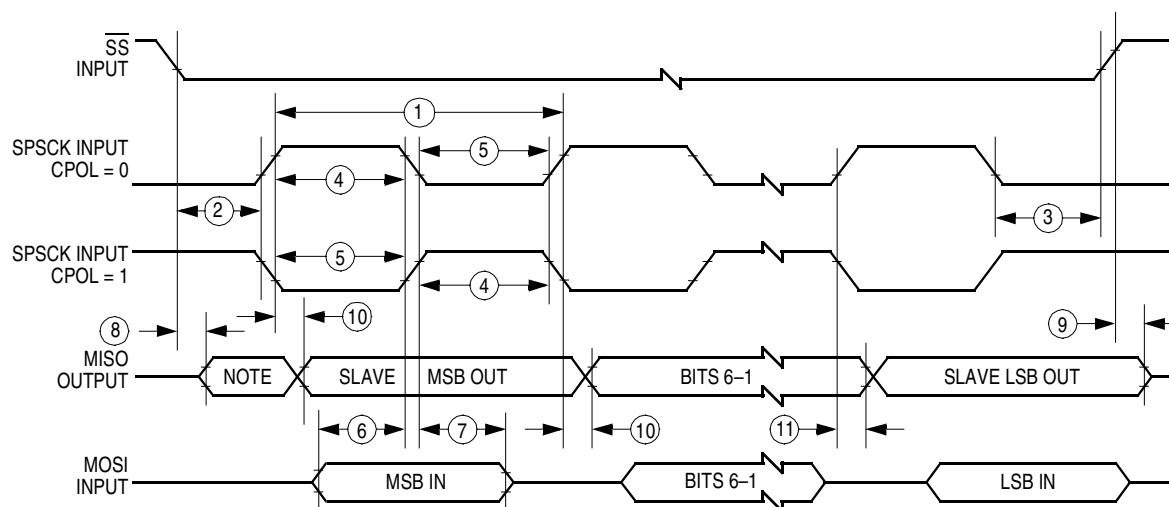 SS
INPUT
1
SPSCK INPUT
CPOL = 0
5
4
2
3
SPSCK INPUT
CPOL = 1
5
4
8
10
9
MISO
OUTPUT
NOTE
SLAVE MSB OUT
BITS 6–1
SLAVE LSB OUT
6
7
10
11
MOSI
INPUT
MSB IN
BITS 6–1
LSB IN